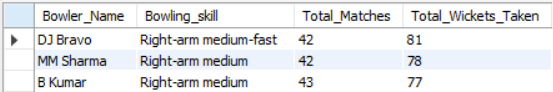 Bowler_Name Bowling_skill Total_Matches Total_Wickets_Taken
DJ Bravo Right-arm medium-fast 42 81
MM Sharma Right-arm medium 42 78
B Kumar Right-arm medium 43 77